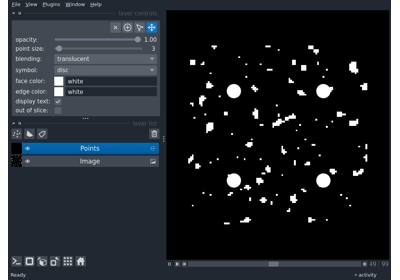 File View Plugins Window Help
layer controls
opacity: 1.00
point size: 3
blending: translucent
symbol: disc
face color: white
edge color: white
display text:
out of slice:
layer list
Points
Image
Ready
49 99
activity